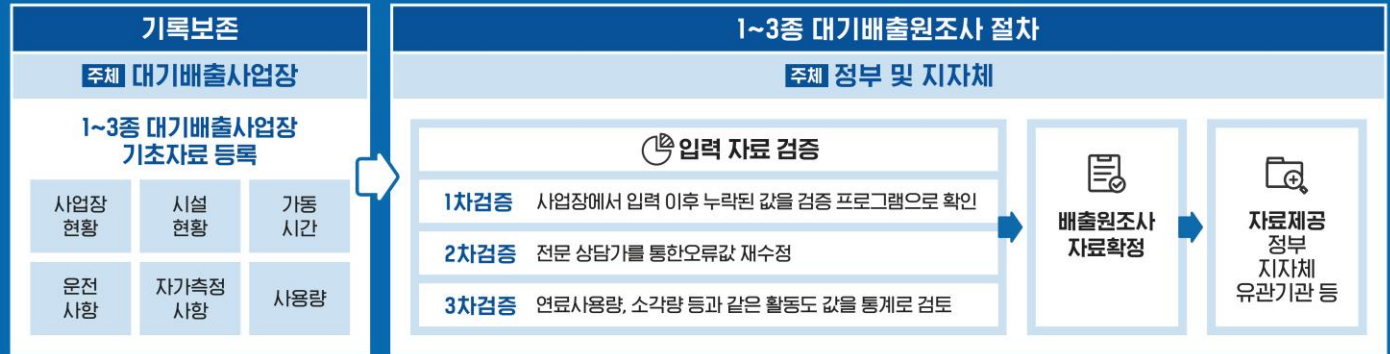 기록보존
주체 대기배출사업장
1~3종 대기배출사업장
기초자료 등록
사업장
현황
시설
현황
가동
시간
운전
사항
자가측정
사항
사용량
1~3종 대기배출원조사 절차
주체 정부 및 지자체
입력 자료 검증
1차검증 사업장에서 입력 이후 누락된 값을 검증 프로그램으로 확인
2차검증 전문 상담가를 통한오류값 재수정
3차검증 연료사용량, 소각량 등과 같은 활동도 값을 통계로 검토
배출원조사
자료확정
자료제공
정부
지자체
유관기관 등